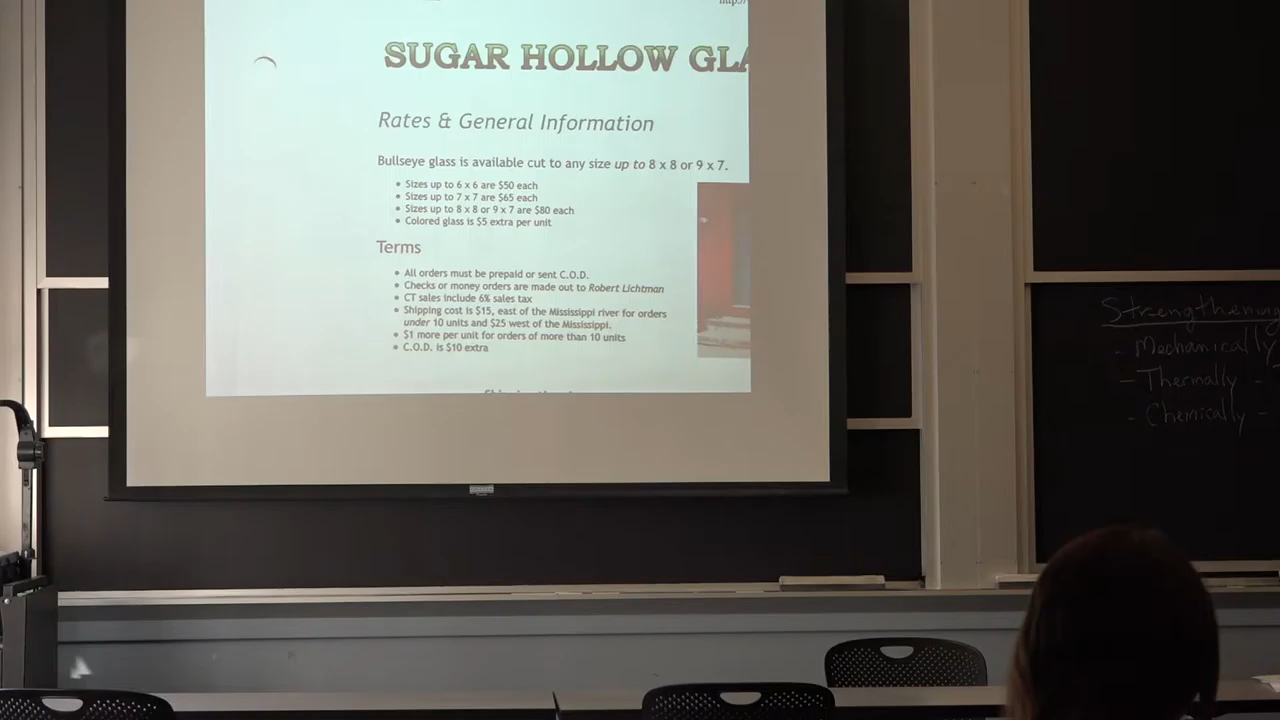 http:/
SUGAR HOLLOW GLA
Rates & General Information
Bullseye glass is available cut to any size up to 8 x 8 or 9 x 7.
• Sizes up to 6 x 6 are $50 each
• Sizes up to 7 x 7 are $65 each
• Sizes up to 8 x 8 or 9 x 7 are $80 each
• Colored glass is $5 extra per unit
Terms
• All orders must be prepaid or sent C.O.D.
• Checks or money orders are made out to Robert Lichtman
• CT sales include 6% sales tax
• Shipping cost is $15, east of the Mississippi river for orders
under 10 units and $25 west of the Mississippi.
• $1 more per unit for orders of more than 10 units
• C.O.D. is $10 extra
Strengthening
- Mechanically
- Thermally -
- Chemically -